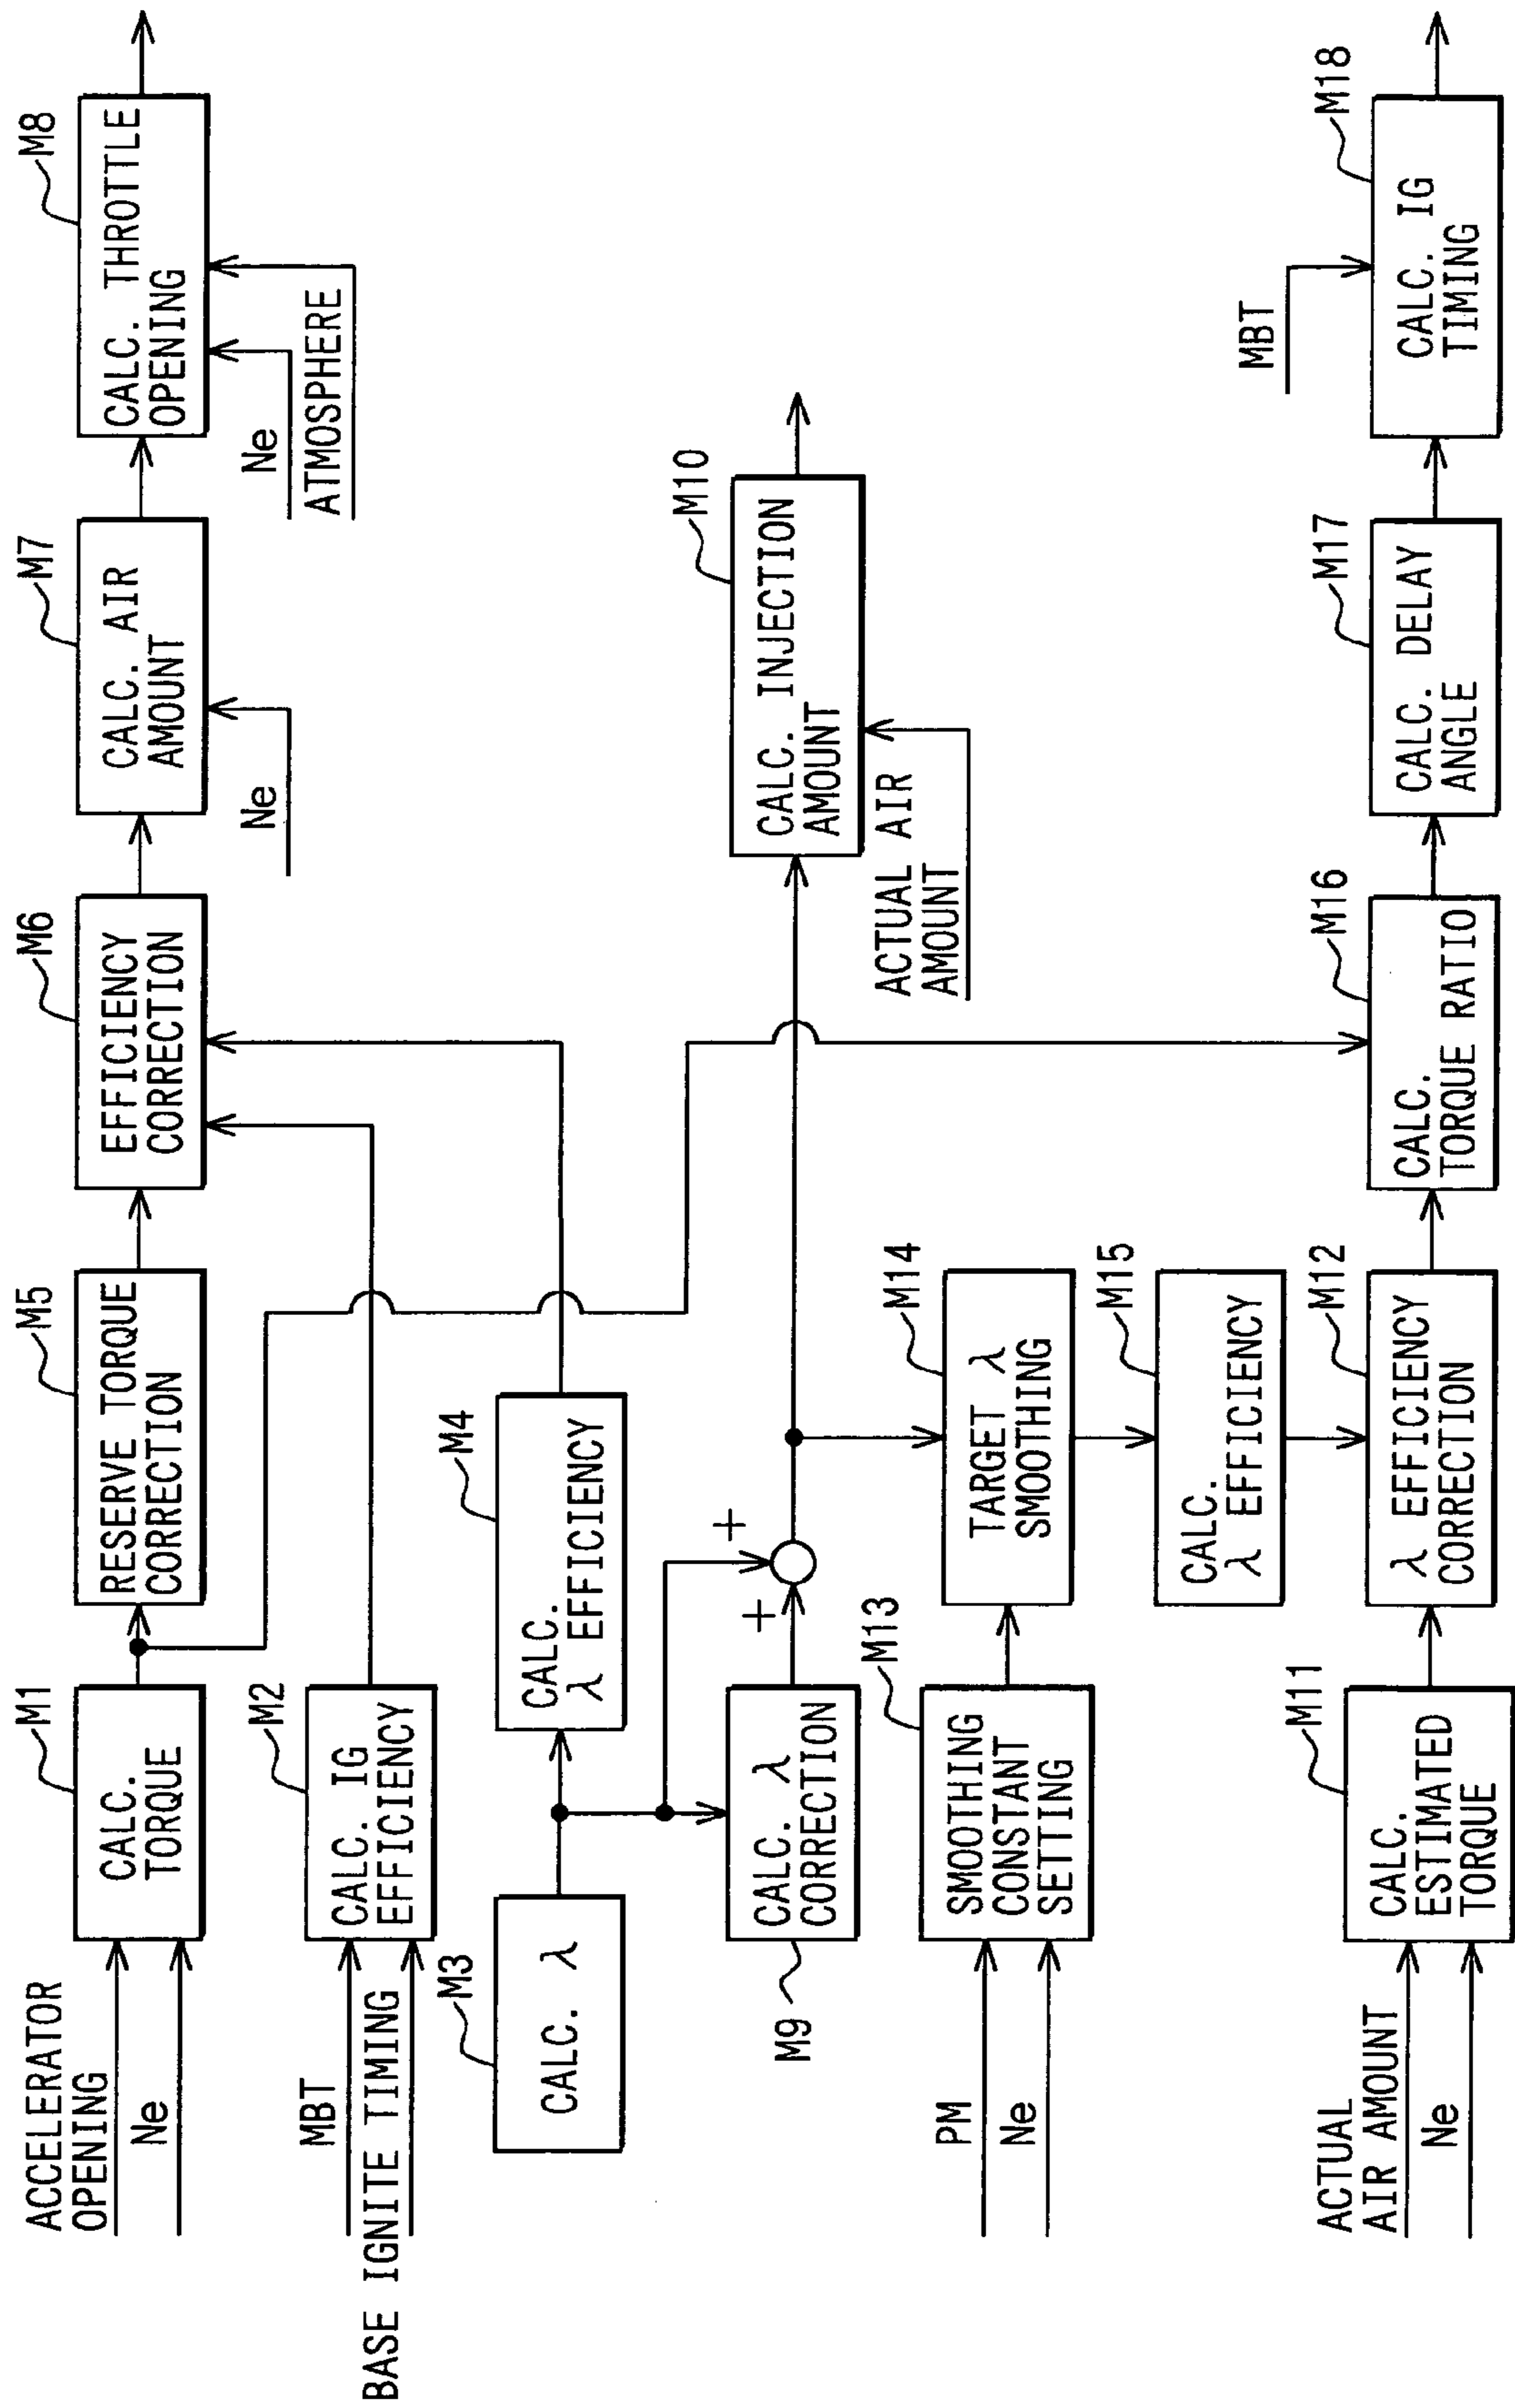 ACCELERATOR
OPENING
Ne
M1
CALC.
TORQUE
M5
RESERVE TORQUE
CORRECTION
M6
EFFICIENCY
CORRECTION
M7
CALC. AIR
AMOUNT
Ne
M8
CALC. THROTTLE
OPENING
Ne
ATMOSPHERE
MBT
BASE IGNITE TIMING
M2
CALC. IG
EFFICIENCY
M3
CALC. λ
M4
CALC.
λ EFFICIENCY
M9
CALC. λ
CORRECTION
+
+
M10
CALC. INJECTION
AMOUNT
ACTUAL AIR
AMOUNT
PM
Ne
M13
SMOOTHING
CONSTANT
SETTING
M14
TARGET λ
SMOOTHING
M15
CALC.
λ EFFICIENCY
ACTUAL
AIR AMOUNT
Ne
M11
CALC.
ESTIMATED
TORQUE
M12
λ EFFICIENCY
CORRECTION
M16
CALC.
TORQUE RATIO
M17
CALC. DELAY
ANGLE
MBT
M18
CALC. IG
TIMING